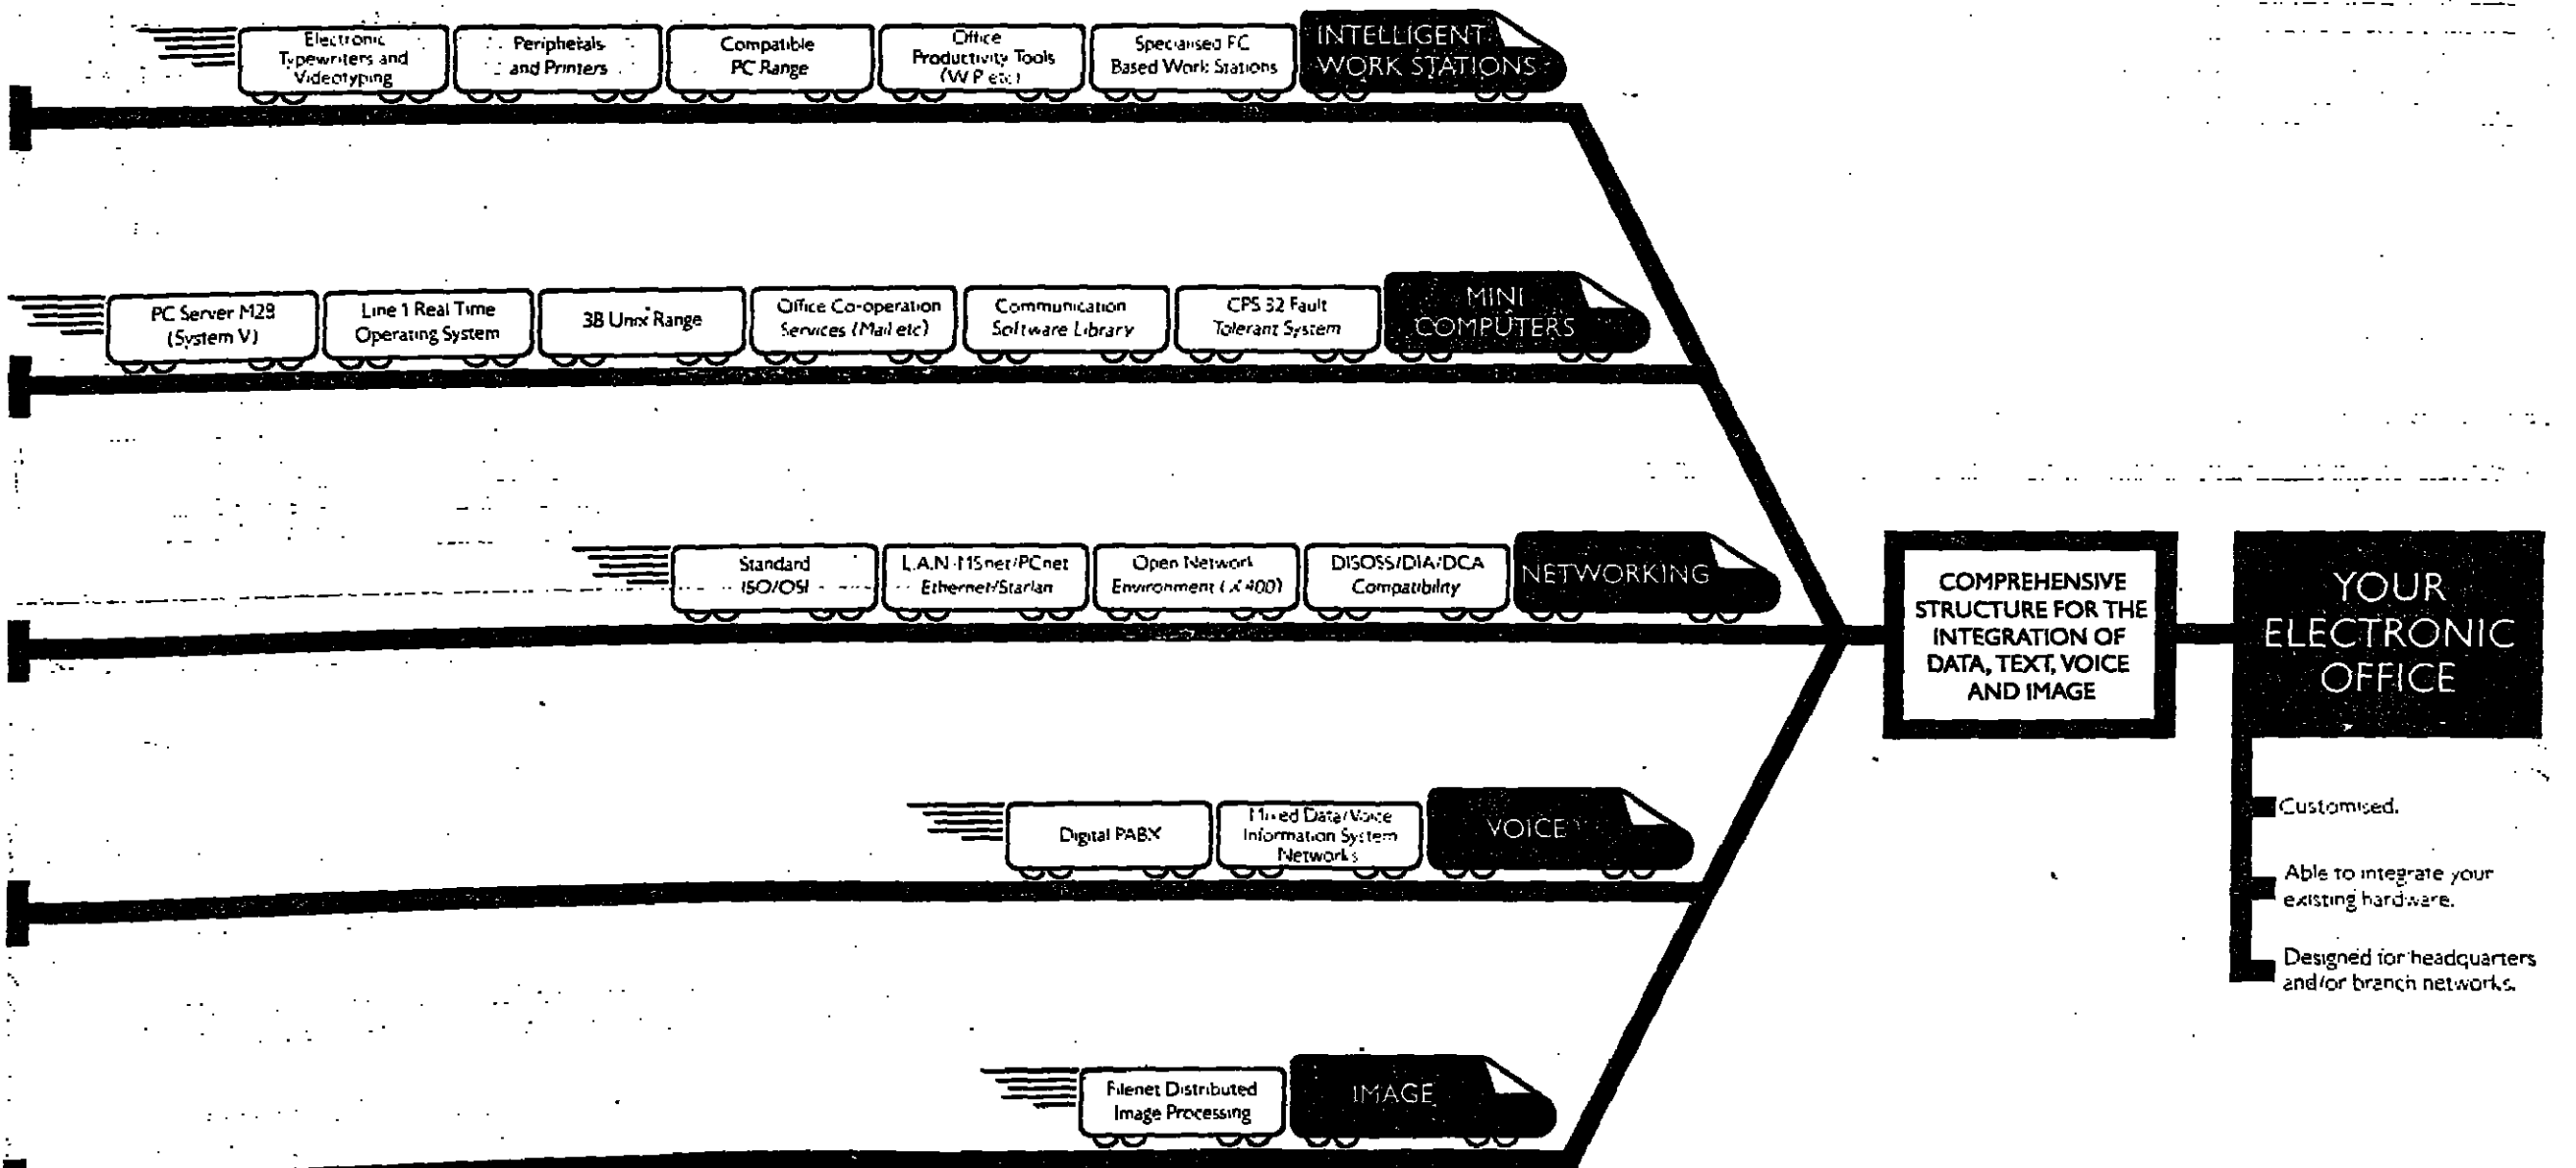 Electronic
Typewriters and
Videotyping
Peripherals
and Printers
Compatible
PC Range
Office
Productivity Tools
(W P etc)
Specialised PC
Based Work Stations
INTELLIGENT
WORK STATIONS
PC Server M28
(System V)
Line 1 Real Time
Operating System
3B Unix Range
Office Co-operation
Services (Mail etc)
Communication
Software Library
CPS 32 Fault
Tolerant System
MINI
COMPUTERS
Standard
ISO/OSI
L.A.N. MSnet/PCnet
Ethernet/Starlan
Open Network
Environment (X400)
DISOSS/DIA/DCA
Compatibility
NETWORKING
COMPREHENSIVE
STRUCTURE FOR THE
INTEGRATION OF
DATA, TEXT, VOICE
AND IMAGE
YOUR
ELECTRONIC
OFFICE
Digital PABX
Mixed Data/Voice
Information System
Networks
VOICE
Customised.
Able to integrate your
existing hardware.
Designed for headquarters
and/or branch networks.
Filenet Distributed
Image Processing
IMAGE